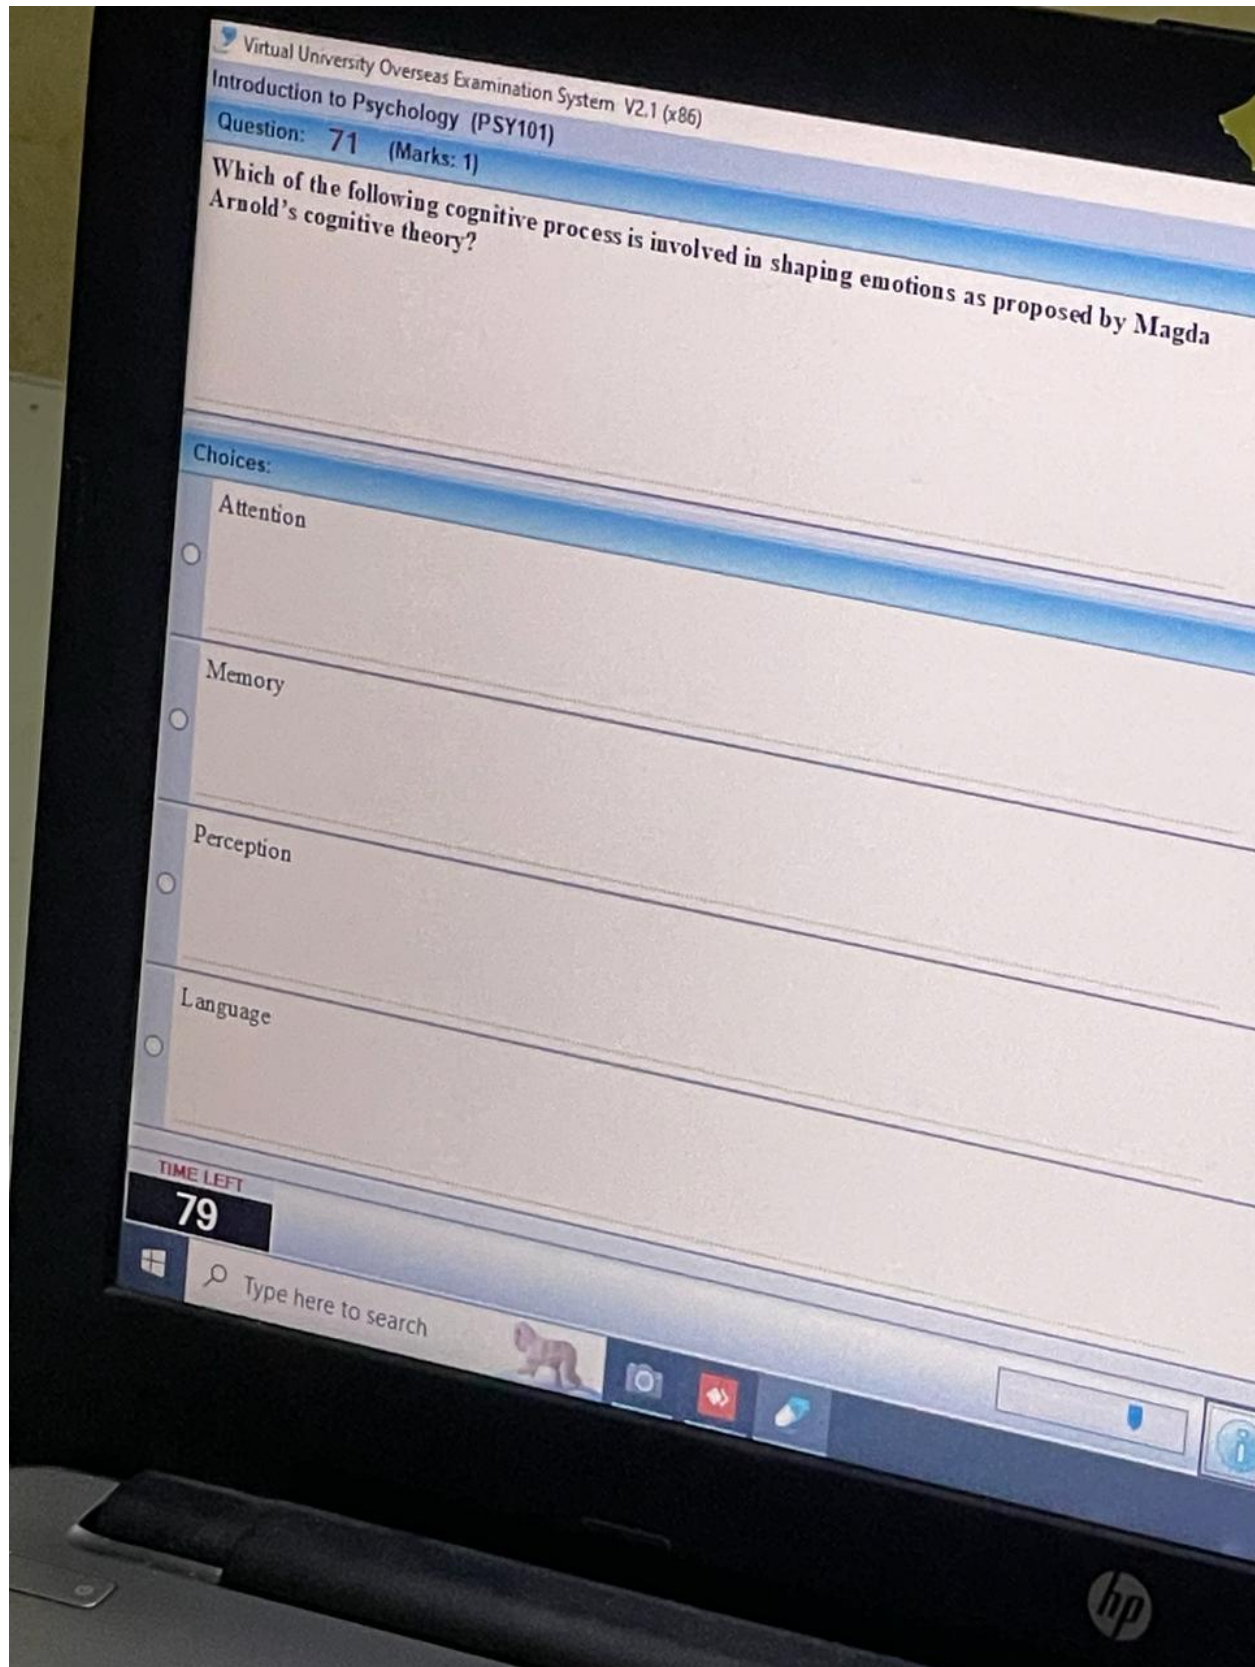 Virtual University Overseas Examination System V2.1 (x86)
Introduction to Psychology (PSY101)
Question: 71 (Marks: 1)
Which of the following cognitive process is involved in shaping emotions as proposed by Magda
Arnold's cognitive theory?
Choices:
Attention
Memory
Perception
Language
TIME LEFT
79
Type here to search
hp